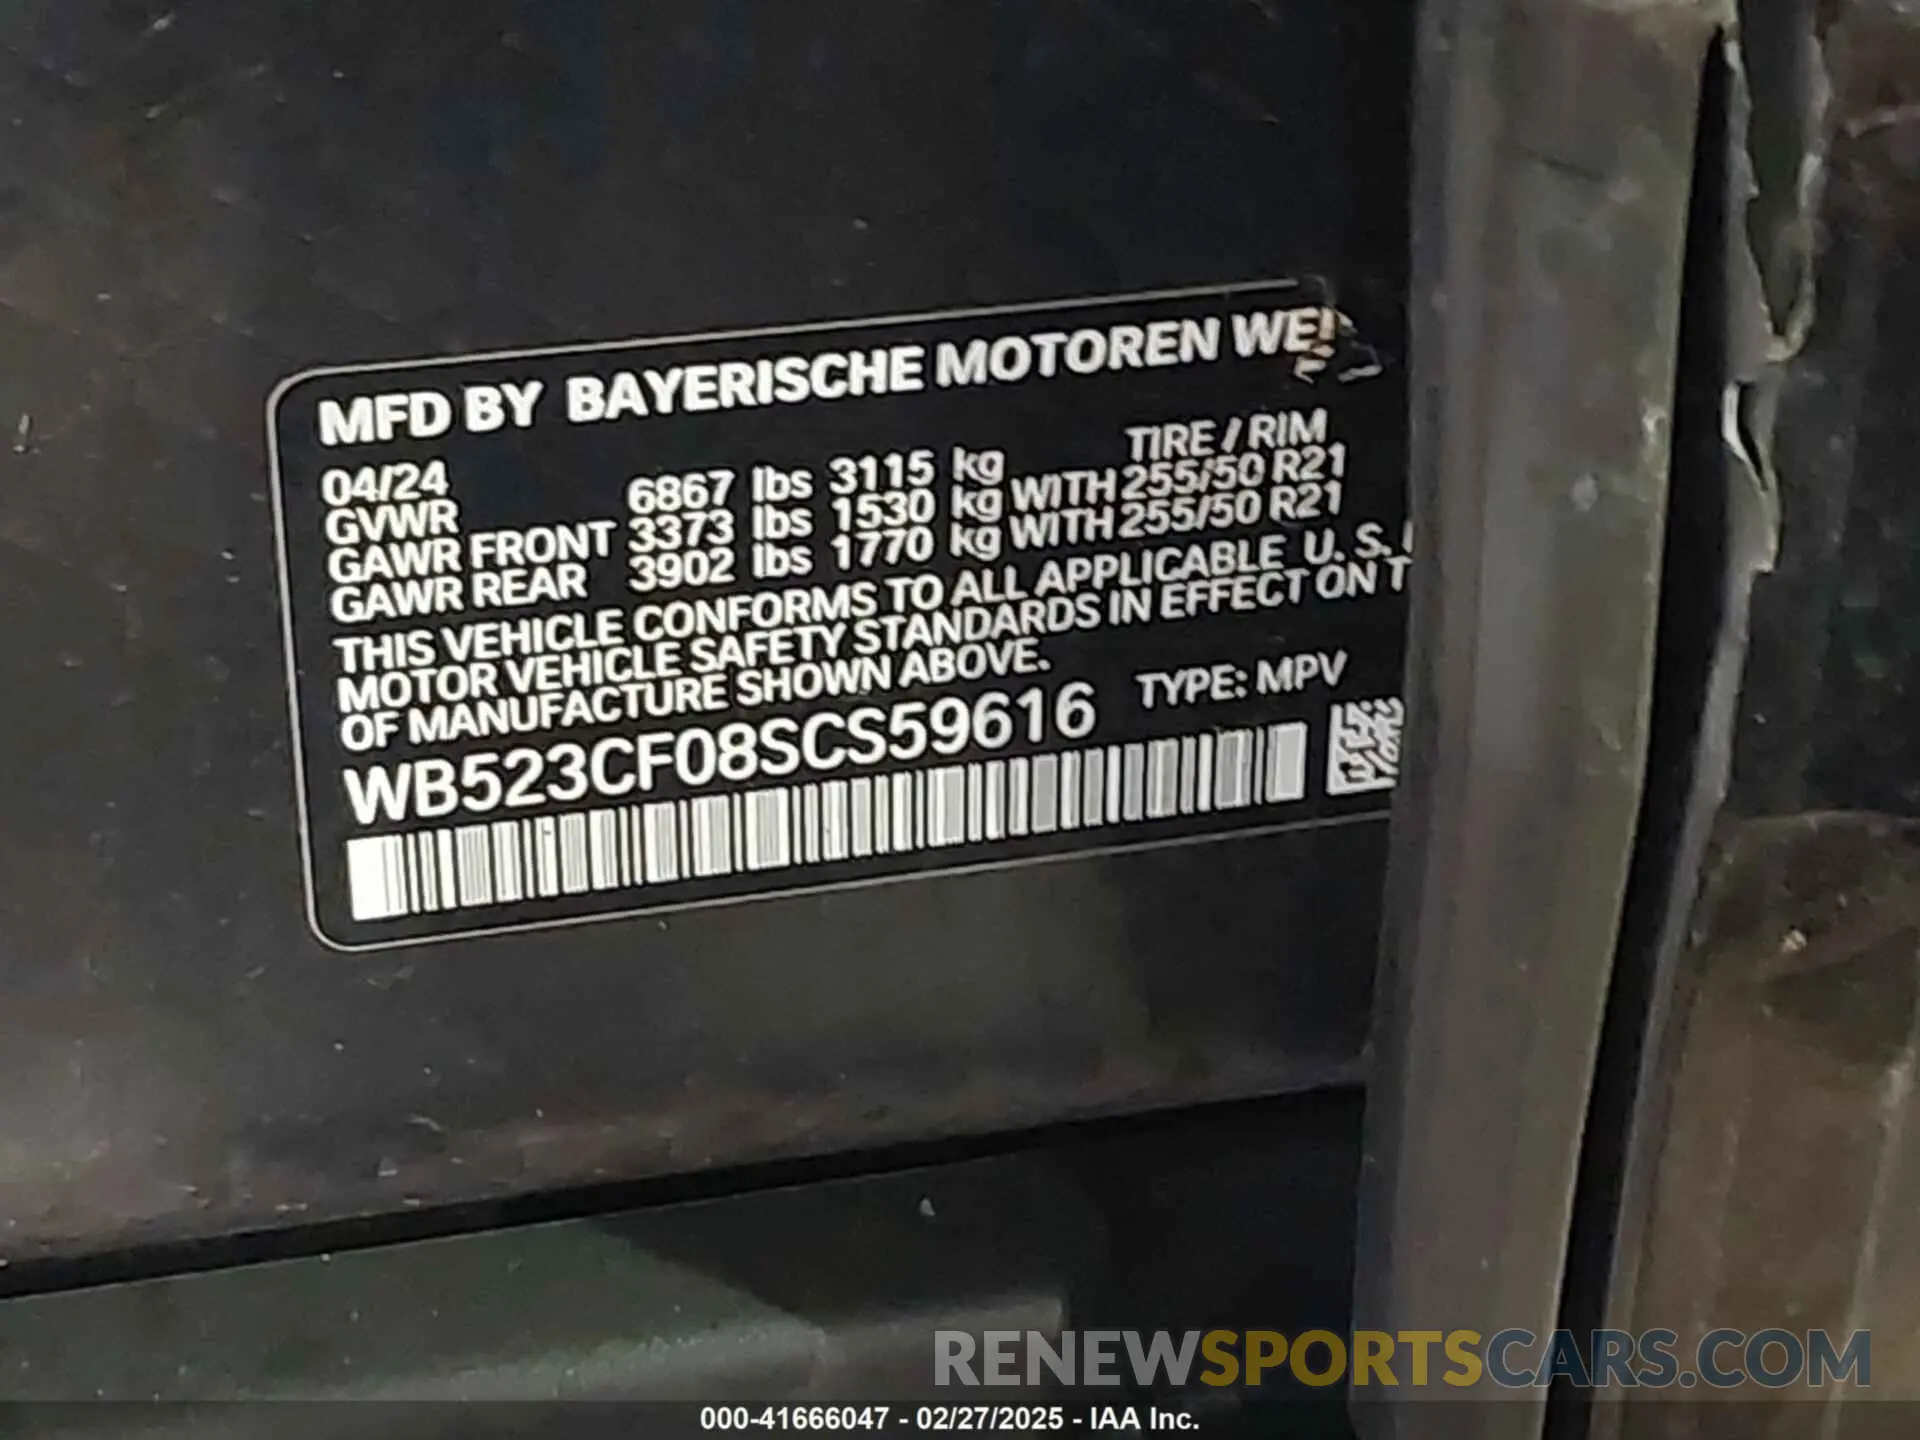 MFD BY BAYERISCHE MOTOREN
04/24 TIRE / RIM
GVWR 6867 lbs 3115 kg
GAWR FRONT 3373 lbs 1530 kg WITH 255/50 R21
GAWR REAR 3902 lbs 1770 kg WITH 255/50 R21
THIS VEHICLE CONFORMS TO ALL APPLICABLE U. S.
MOTOR VEHICLE SAFETY STANDARDS IN EFFECT ON T
OF MANUFACTURE SHOWN ABOVE.
WB523CF08SCS59616 TYPE: MPV
RENEWSPORTSCARS.COM
000-41666047 - 02/27/2025 - IAA Inc.